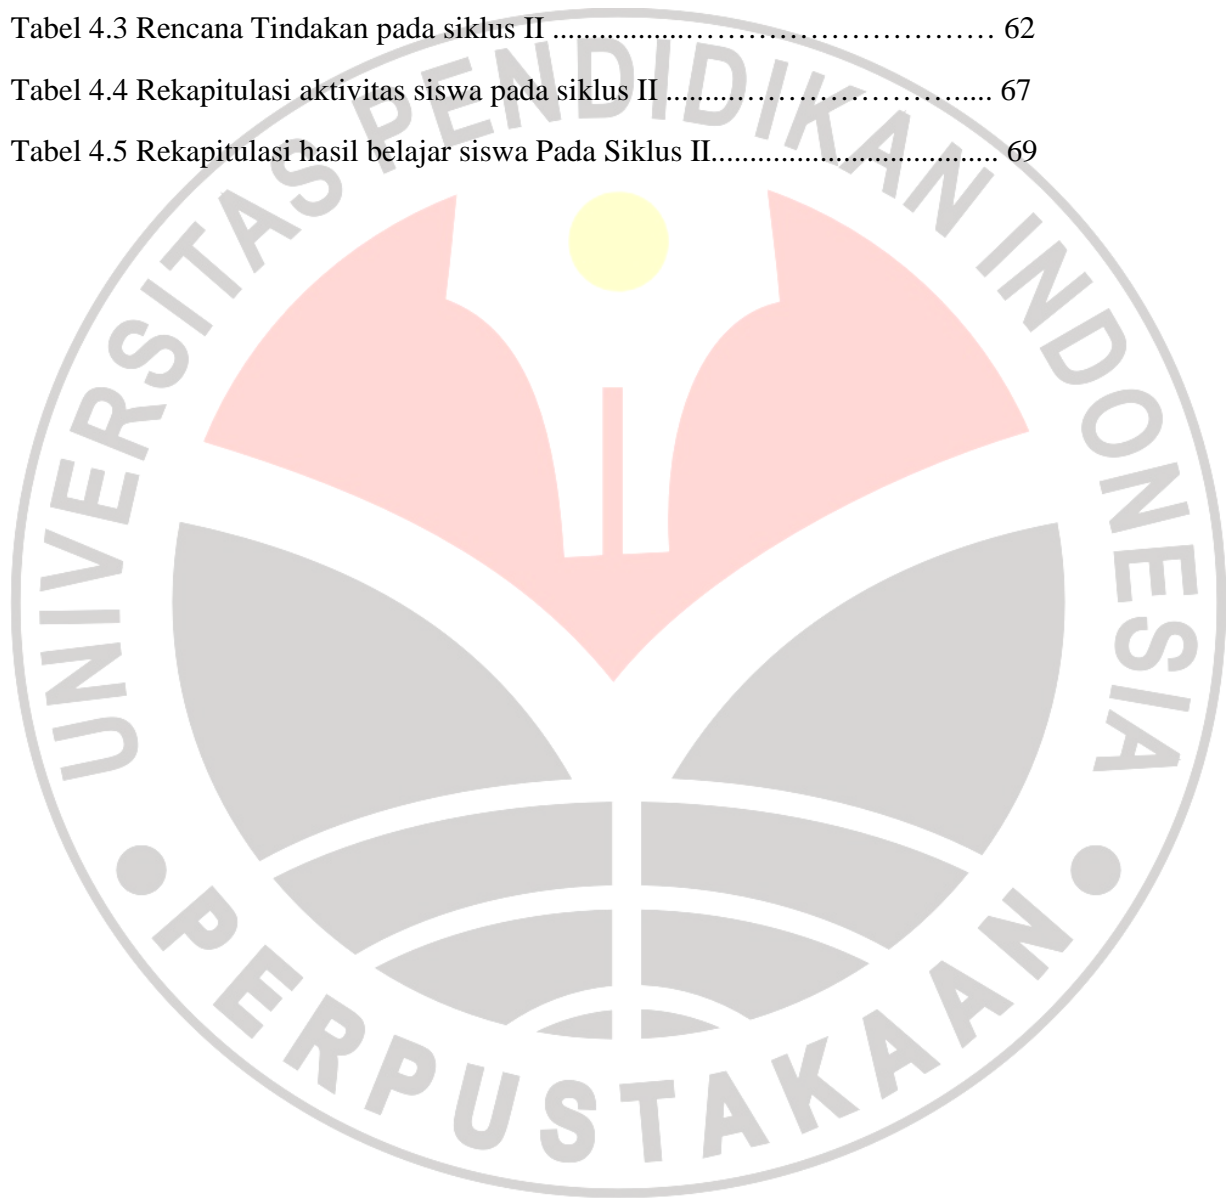 Tabel 4.3 Rencana Tindakan pada siklus II .................………………………… 62
Tabel 4.4 Rekapitulasi aktivitas siswa pada siklus II .........……………………..... 67
Tabel 4.5 Rekapitulasi hasil belajar siswa Pada Siklus II..................................... 69
UNIVERSITAS PENDIDIKAN INDONESIA
PERPUSTAKAAN